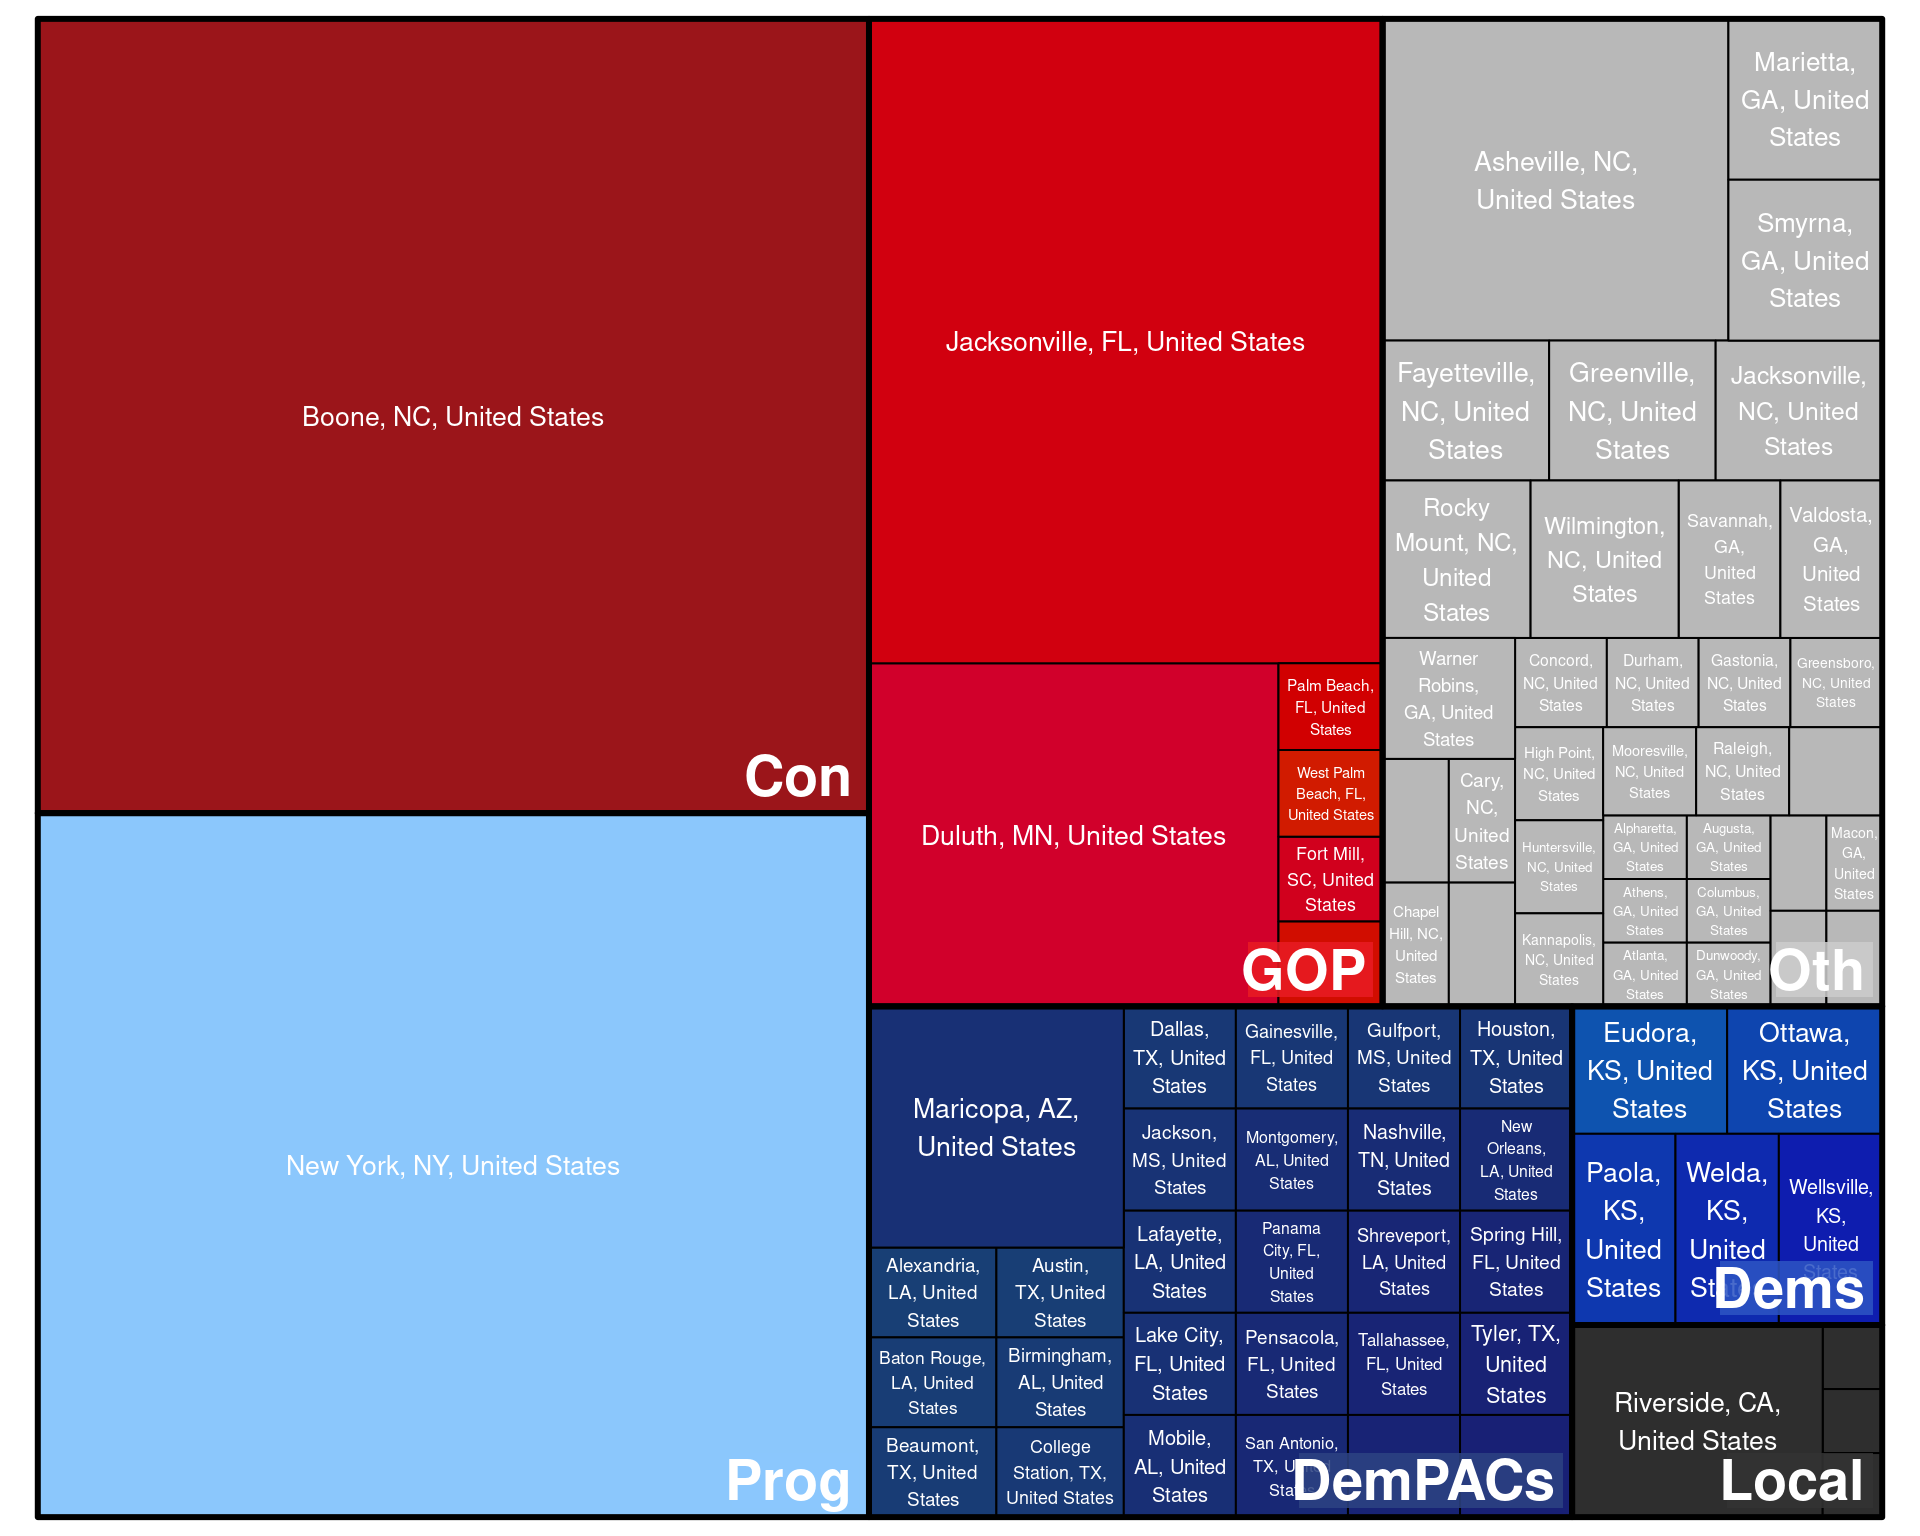 Boone, NC, United States
Con
New York, NY, United States
Prog
Jacksonville, FL, United States
Duluth, MN, United States
Palm Beach,
FL, United
States
West Palm
Beach, FL,
United States
Fort Mill,
SC, United
States
GOP
Asheville, NC,
United States
Marietta,
GA, United
States
Smyrna,
GA, United
States
Fayetteville,
NC, United
States
Greenville,
NC, United
States
Jacksonville,
NC, United
States
Rocky
Mount, NC,
United
States
Wilmington,
NC, United
States
Savannah,
GA,
United
States
Valdosta,
GA,
United
States
Warner
Robins,
GA, United
States
Concord,
NC, United
States
Durham,
NC, United
States
Gastonia,
NC, United
States
Greensboro,
NC, United
States
High Point,
NC, United
States
Mooresville,
NC, United
States
Raleigh,
NC, United
States
Cary,
NC,
United
States
Huntersville,
NC, United
States
Alpharetta,
GA, United
States
Augusta,
GA, United
States
Macon,
GA,
United
States
Athens,
GA, United
States
Columbus,
GA, United
States
Chapel
Hill, NC,
United
States
Kannapolis,
NC, United
States
Atlanta,
GA, United
States
Dunwoody,
GA, United
States
Oth
Maricopa, AZ,
United States
Alexandria,
LA, United
States
Austin,
TX, United
States
Baton Rouge,
LA, United
States
Birmingham,
AL, United
States
Beaumont,
TX, United
States
College
Station, TX,
United States
Dallas,
TX, United
States
Gainesville,
FL, United
States
Gulfport,
MS, United
States
Houston,
TX, United
States
Jackson,
MS, United
States
Montgomery,
AL, United
States
Nashville,
TN, United
States
New
Orleans,
LA, United
States
Lafayette,
LA, United
States
Panama
City, FL,
United
States
Shreveport,
LA, United
States
Spring Hill,
FL, United
States
Lake City,
FL, United
States
Pensacola,
FL, United
States
Tallahassee,
FL, United
States
Tyler, TX,
United
States
Mobile,
AL, United
States
San Antonio,
TX, United
States
DemPACs
Eudora,
KS, United
States
Ottawa,
KS, United
States
Paola,
KS,
United
States
Welda,
KS,
United
States
Wellsville,
KS,
United
States
Dems
Riverside, CA,
United States
Local